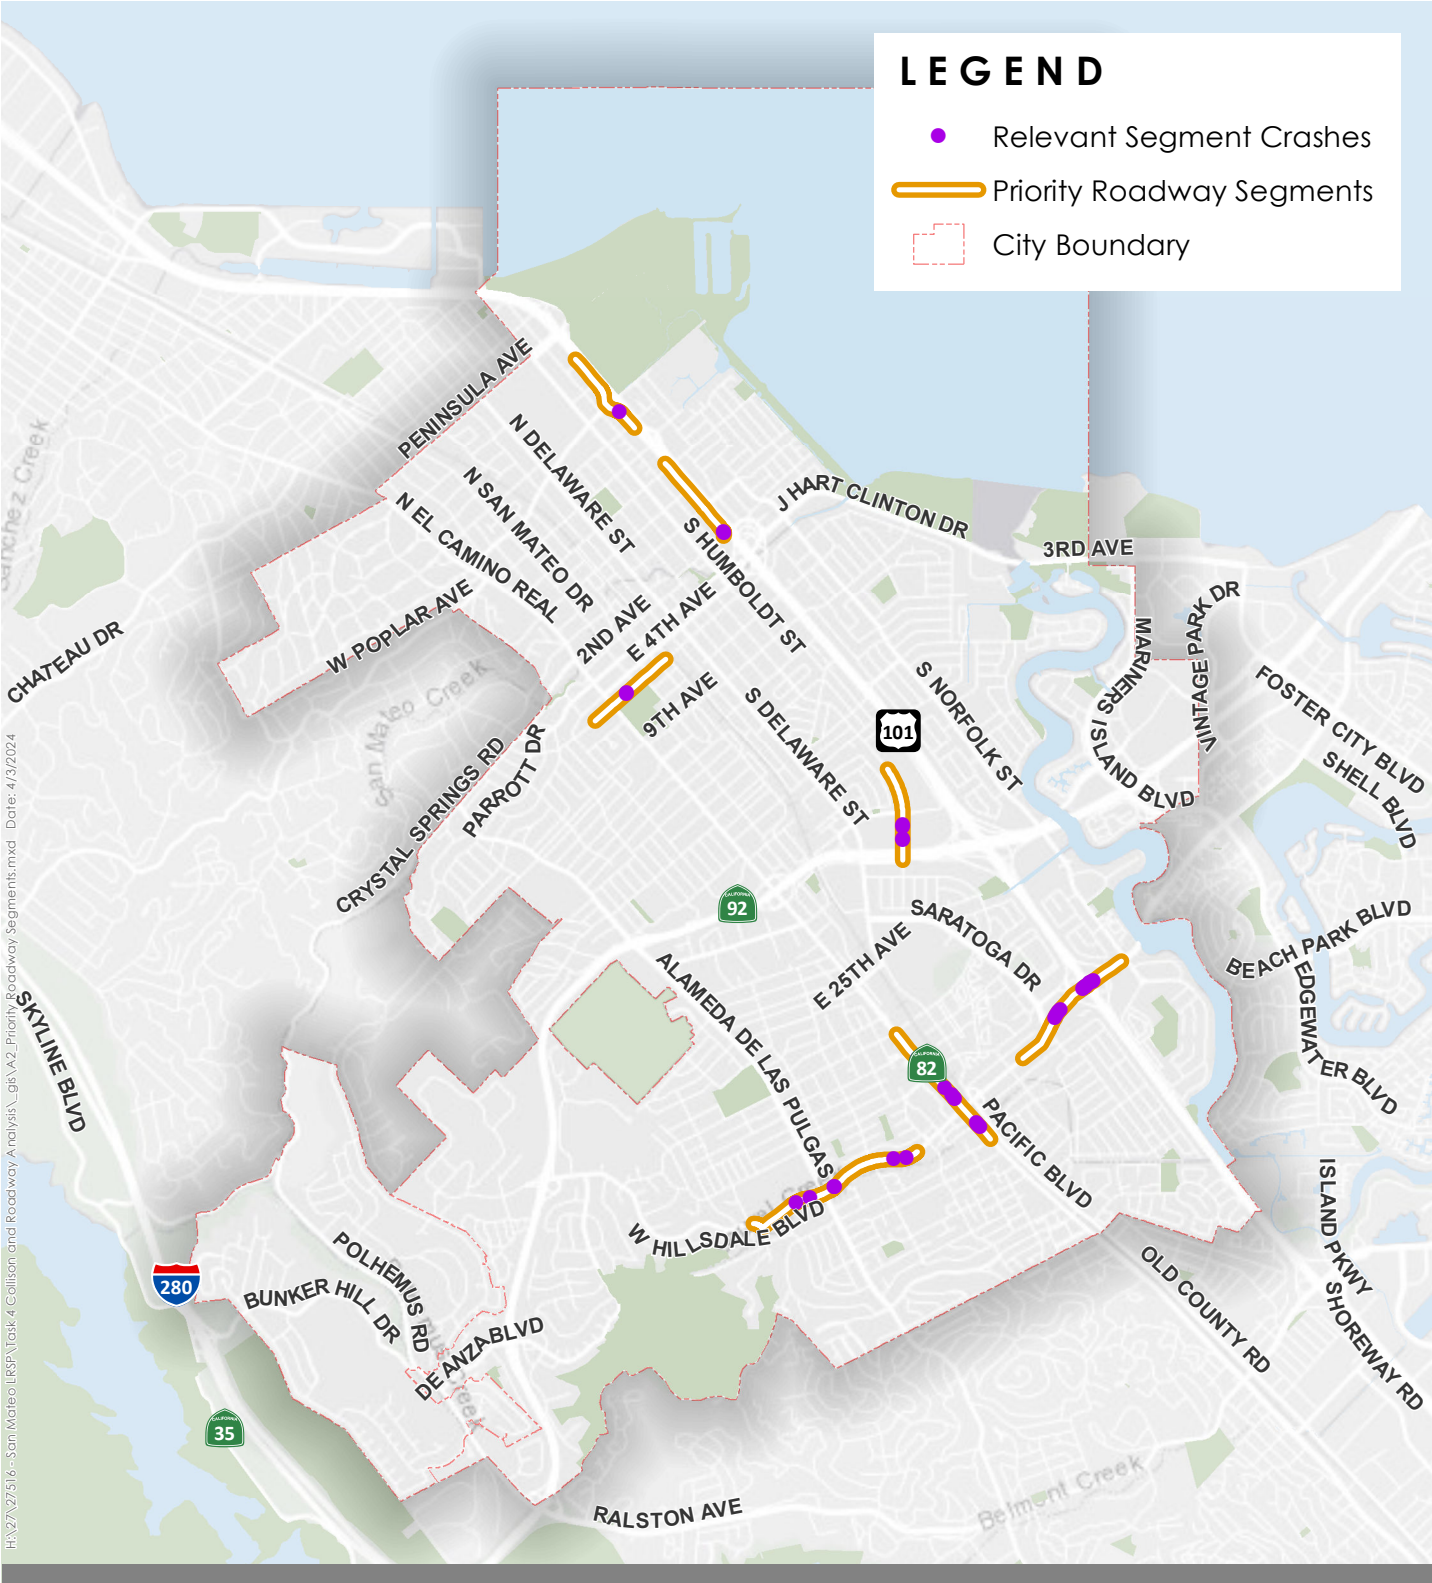 LEGEND
Relevant Segment Crashes
Priority Roadway Segments
City Boundary
PENINSULA AVE
N DELAWARE ST
N SAN MATEO DR
N EL CAMINO REAL
W POPLAR AVE
J HART CLINTON DR
3RD AVE
S HUMBOLDT ST
2ND AVE
E 4TH AVE
9TH AVE
Sanchez Creek
CHATEAU DR
San Mateo Creek
CRYSTAL SPRINGS RD
PARROTT DR
S DELAWARE ST
S NORFOLK ST
101
MARINERS ISLAND BLVD
VINTAGE PARK DR
FOSTER CITY BLVD
SHELL BLVD
CALIFORNIA
92
SARATOGA DR
E 25TH AVE
BEACH PARK BLVD
EDGEWATER BLVD
ALAMEDA DE LAS PULGAS
SKYLINE BLVD
CALIFORNIA
82
PACIFIC BLVD
W HILLSDALE BLVD
ISLAND PKWY
SHOREWAY RD
OLD COUNTY RD
280
POLHEMUS RD
BUNKER HILL DR
DE ANZA BLVD
CALIFORNIA
35
RALSTON AVE
Belmont Creek
H:\27\27516 - San Mateo LRSP\Task 4 Collision and Roadway Analysis\_gis\A2_Priority Roadway Segments.mxd Date: 4/3/2024